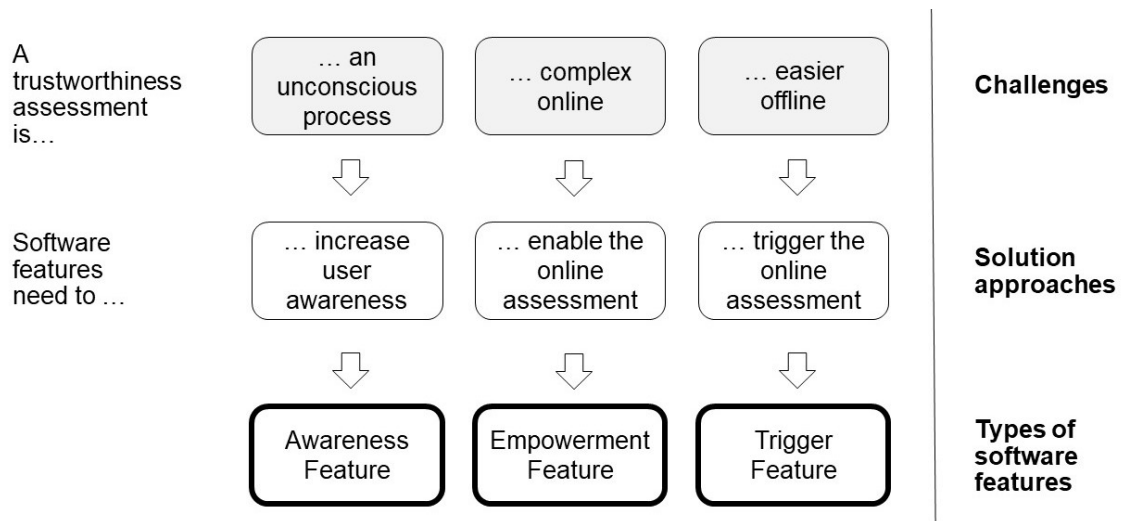 A
trustworthiness
assessment
is…
… an
unconscious
process
… complex
online
… easier
offline
Challenges
Software
features
need to …
… increase
user
awareness
… enable the
online
assessment
… trigger the
online
assessment
Solution
approaches
Awareness
Feature
Empowerment
Feature
Trigger
Feature
Types of
software
features